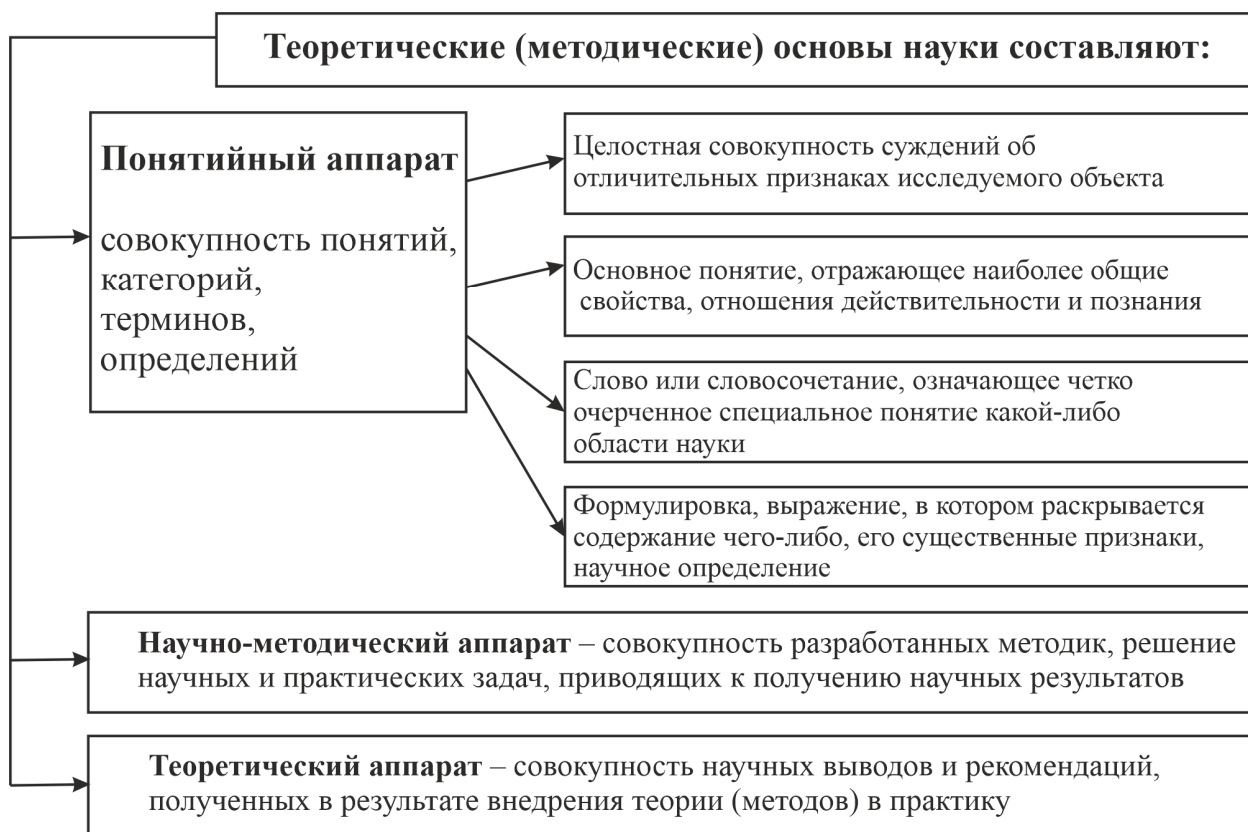 Теоретические (методические) основы науки составляют:
Понятийный аппарат
совокупность понятий,
категорий,
терминов,
определений
Целостная совокупность суждений об
отличительных признаках исследуемого объекта
Основное понятие, отражающее наиболее общие
свойства, отношения действительности и познания
Слово или словосочетание, означающее четко
очерченное специальное понятие какой-либо
области науки
Формулировка, выражение, в котором раскрывается
содержание чего-либо, его существенные признаки,
научное определение
Научно-методический аппарат – совокупность разработанных методик, решение
научных и практических задач, приводящих к получению научных результатов
Теоретический аппарат – совокупность научных выводов и рекомендаций,
полученных в результате внедрения теории (методов) в практику